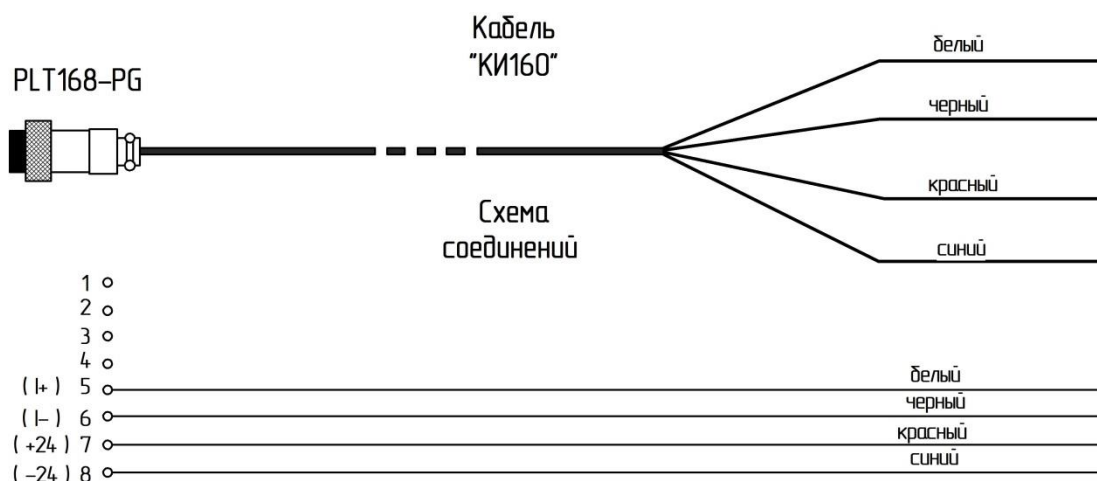 Кабель
"КИ160"
PLT168-PG
белый
черный
красный
синий
Схема
соединений
1
2
3
4
(I+) 5 белый
(I-) 6 черный
(+24) 7 красный
(-24) 8 синий